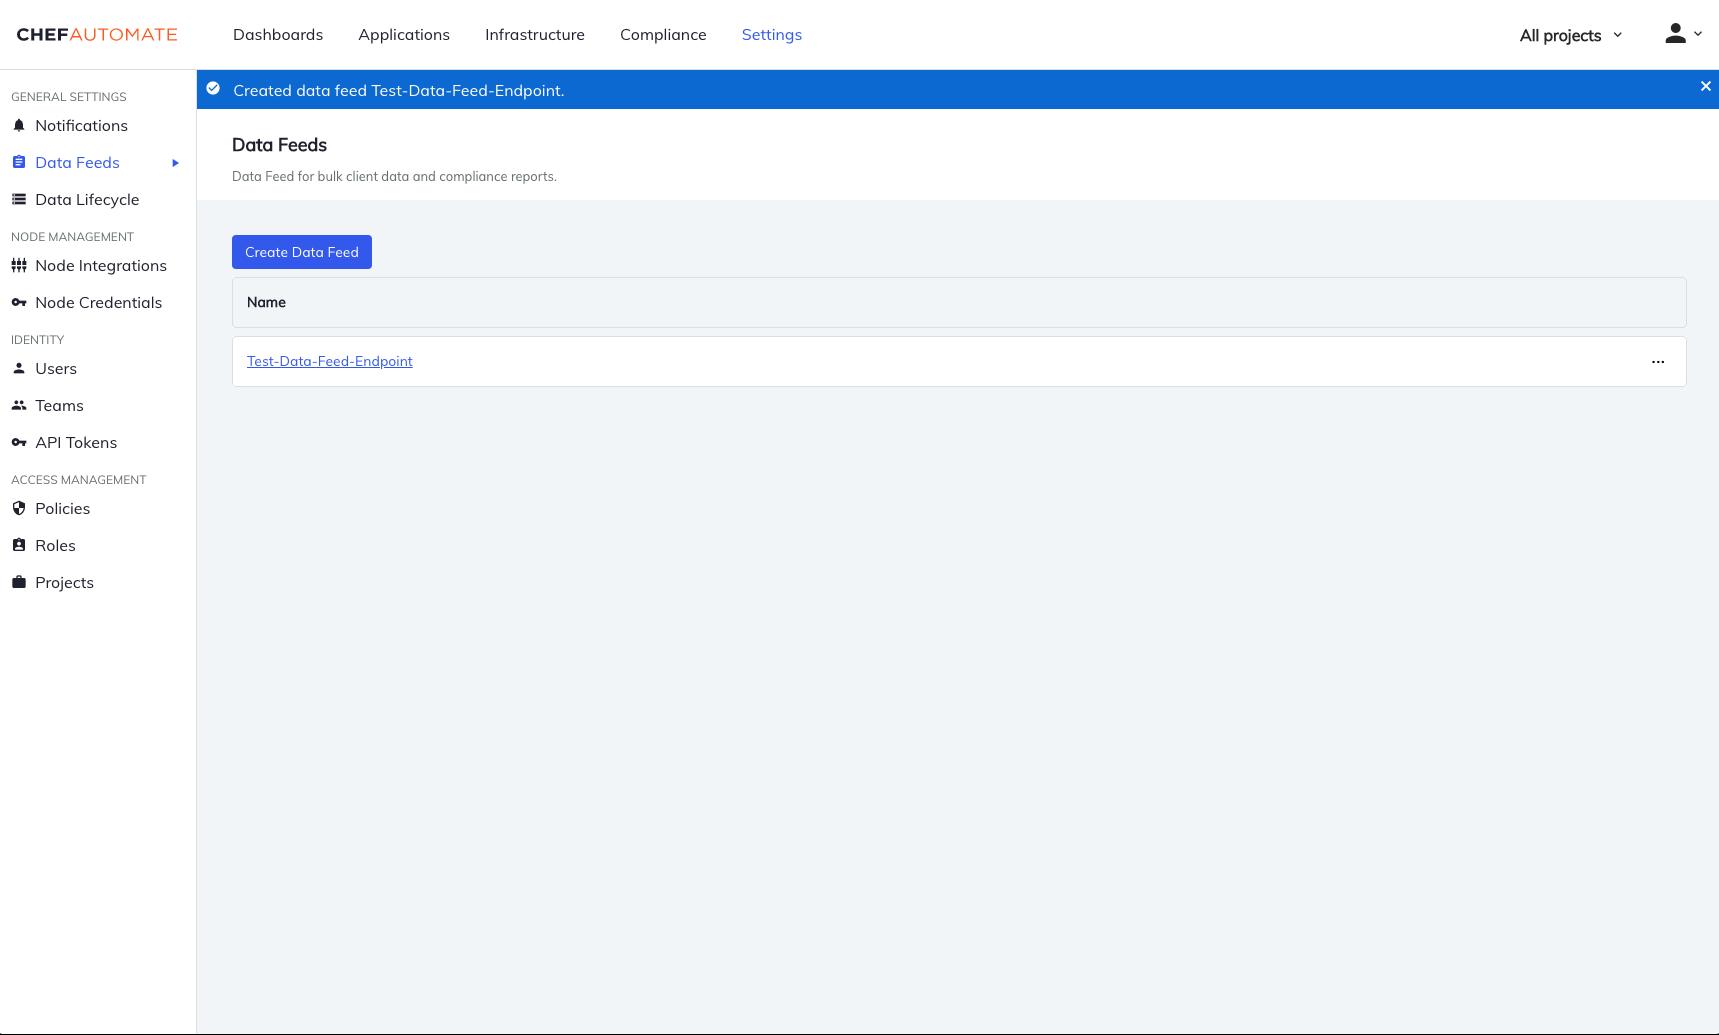 CHEFAUTOMATE
Dashboards Applications Infrastructure Compliance Settings
All projects
GENERAL SETTINGS
Notifications
Data Feeds
Data Lifecycle
NODE MANAGEMENT
Node Integrations
Node Credentials
IDENTITY
Users
Teams
API Tokens
ACCESS MANAGEMENT
Policies
Roles
Projects
Created data feed Test-Data-Feed-Endpoint.
Data Feeds
Data Feed for bulk client data and compliance reports.
Create Data Feed
Name
Test-Data-Feed-Endpoint